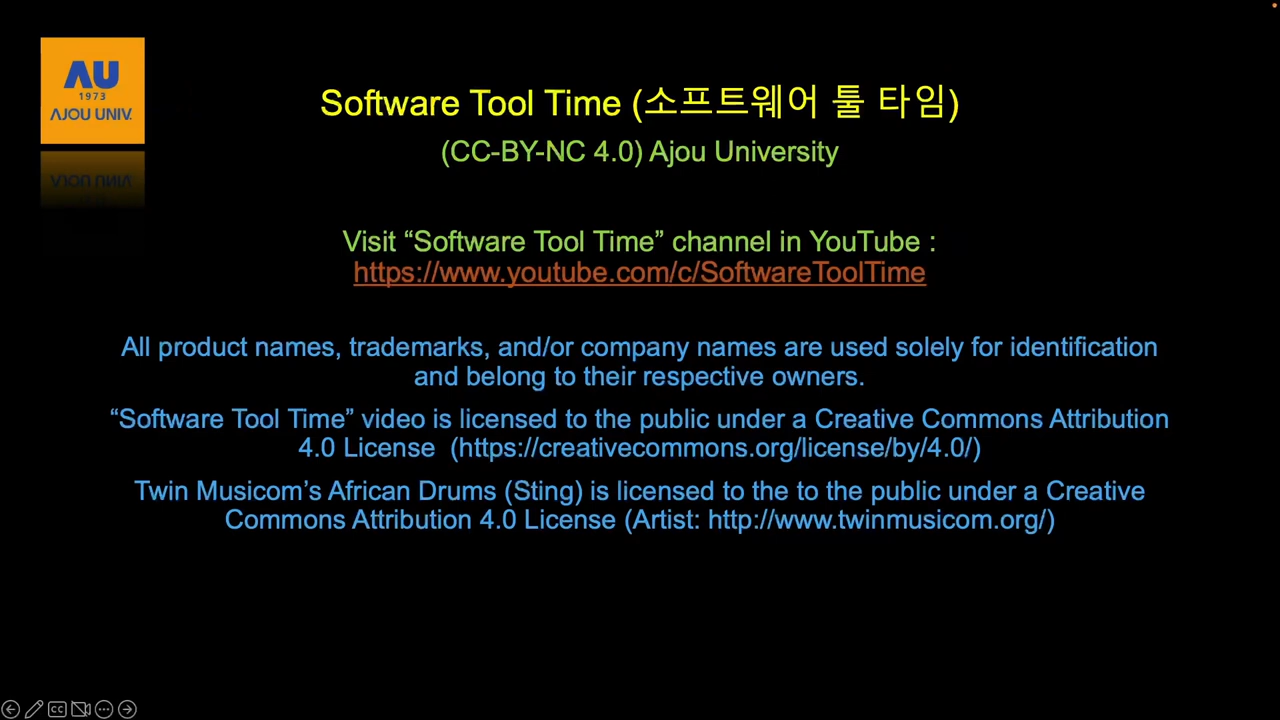 AU
1973
AJOU UNIV.
Software Tool Time (소프트웨어 툴 타임)
(CC-BY-NC 4.0) Ajou University
Visit “Software Tool Time” channel in YouTube :
https://www.youtube.com/c/SoftwareToolTime
All product names, trademarks, and/or company names are used solely for identification
and belong to their respective owners.
“Software Tool Time” video is licensed to the public under a Creative Commons Attribution
4.0 License (https://creativecommons.org/license/by/4.0/)
Twin Musicom’s African Drums (Sting) is licensed to the to the public under a Creative
Commons Attribution 4.0 License (Artist: http://www.twinmusicom.org/)
CC